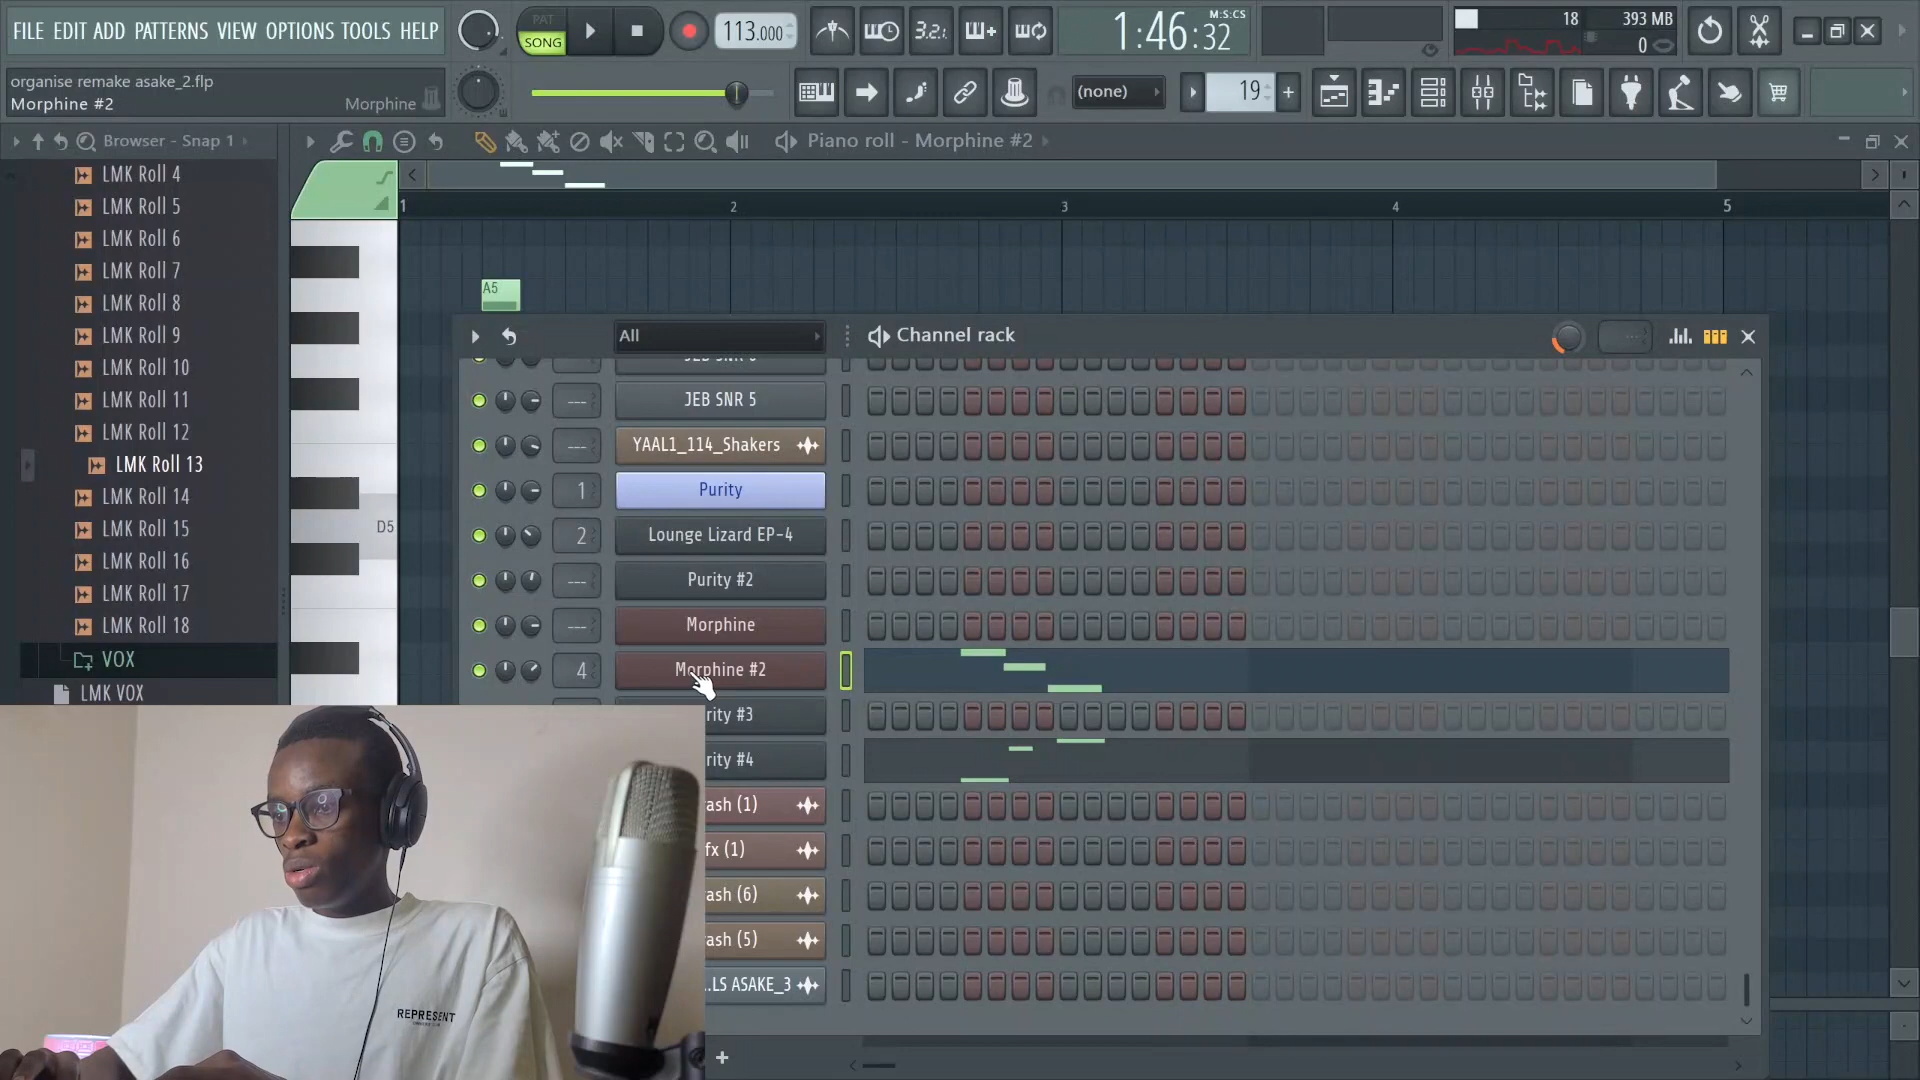 FILE EDIT ADD PATTERNS VIEW OPTIONS TOOLS HELP
PAT
SONG
113.000
3.2.
1:46:32
M:S:CS
18
393 MB
0
organise remake asake_2.flp
Morphine #2
Morphine
(none)
19
Browser - Snap 1
Piano roll - Morphine #2
LMK Roll 4
LMK Roll 5
LMK Roll 6
LMK Roll 7
LMK Roll 8
LMK Roll 9
LMK Roll 10
LMK Roll 11
LMK Roll 12
LMK Roll 13
LMK Roll 14
LMK Roll 15
LMK Roll 16
LMK Roll 17
LMK Roll 18
VOX
LMK VOX
1
2
3
4
5
A5
D5
All
Channel rack
JEB SNR 5
YAAL1_114_Shakers
1
Purity
2
Lounge Lizard EP-4
Purity #2
Morphine
4
Morphine #2
rity #3
rity #4
ash (1)
fx (1)
ash (6)
ash (5)
..LS ASAKE_3
REPRESENT